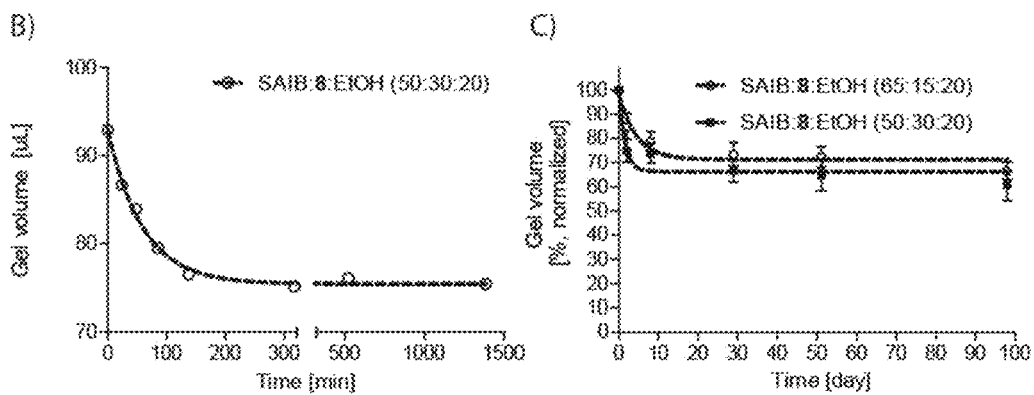 B)
Gel volume [uL]
100
90
80
70
SAIB:8:EtOH (50:30:20)
0 100 200 300 500 1000 1500
Time [min]
C)
Gel volume
[%, normalized]
100
90
80
70
60
50
40
30
20
10
0
SAIB:8:EtOH (65:15:20)
SAIB:8:EtOH (50:30:20)
0 10 20 30 40 50 60 70 80 90 100
Time [day]